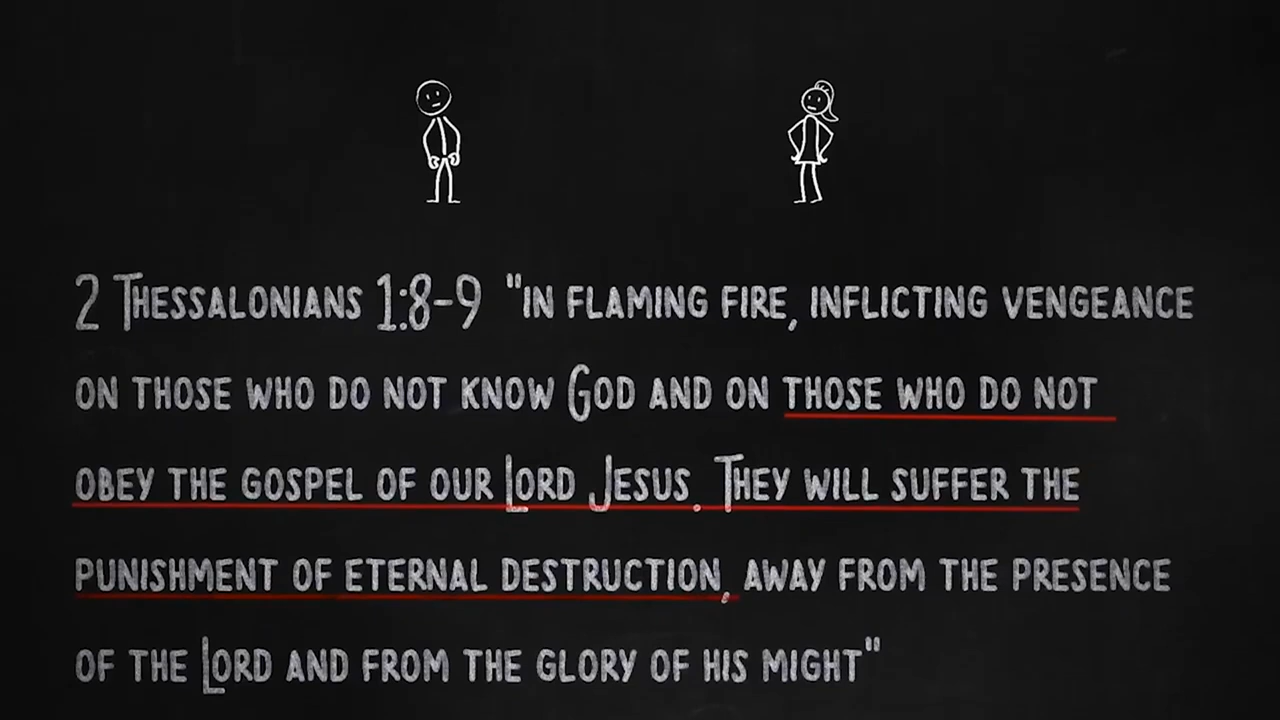 2 Thessalonians 1:8-9 "in flaming fire, inflicting vengeance
on those who do not know God and on those who do not
obey the gospel of our Lord Jesus. They will suffer the
punishment of eternal destruction, away from the presence
of the Lord and from the glory of his might"